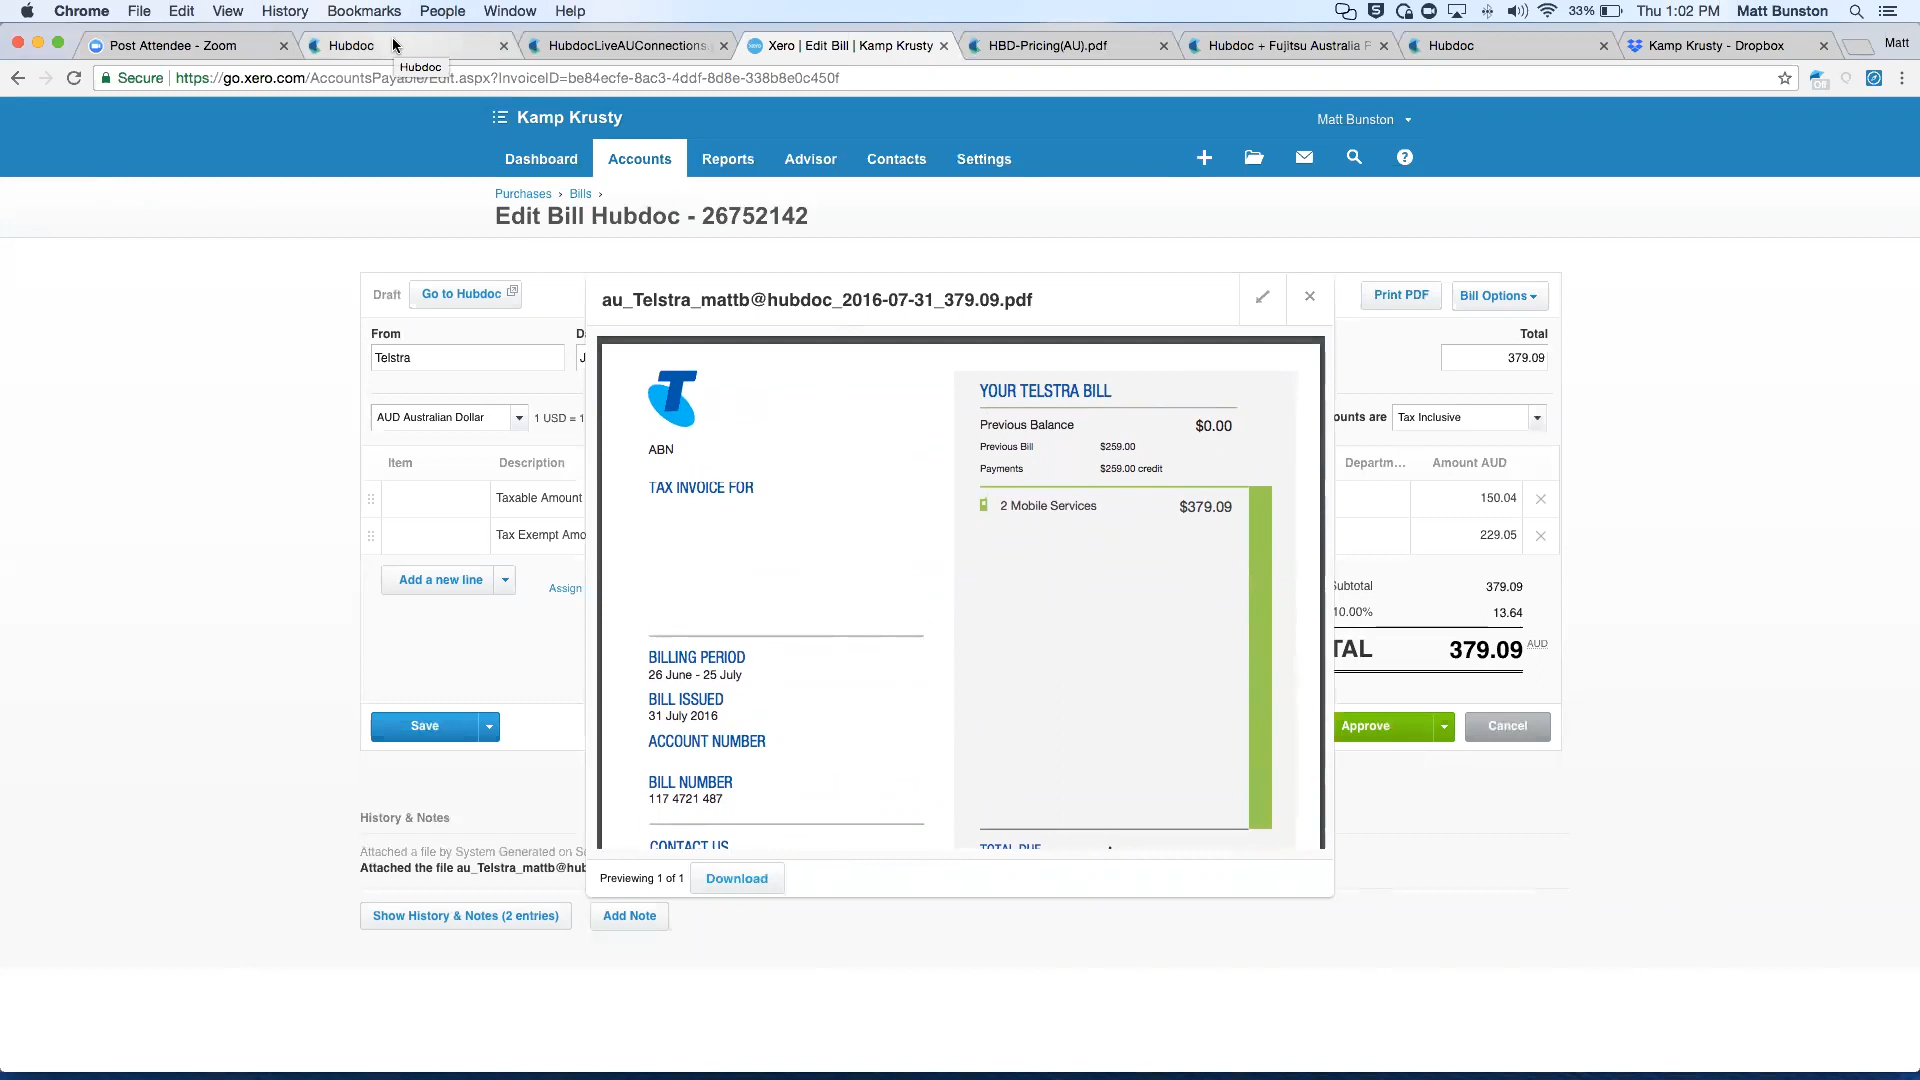 Chrome File Edit View History Bookmarks People Window Help 33% Thu 1:02 PM Matt Bunston
Post Attendee - Zoom Hubdoc HubdocLiveAUConnections. Xero | Edit Bill | Kamp Krusty HBD-Pricing(AU).pdf Hubdoc + Fujitsu Australia Hubdoc Kamp Krusty - Dropbox Matt
Hubdoc
Secure https://go.xero.com/AccountsPayable/Edit.aspx?InvoiceID=be84ecfe-8ac3-4ddf-8d8e-338b8e0c450f
Off
Kamp Krusty Matt Bunston
Dashboard Accounts Reports Advisor Contacts Settings
Purchases › Bills ›
Edit Bill Hubdoc - 26752142
Draft Go to Hubdoc au_Telstra_mattb@hubdoc_2016-07-31_379.09.pdf Print PDF Bill Options
From D Total
Telstra J 379.09
AUD Australian Dollar 1 USD = 1 ounts are Tax Inclusive
Item Description Departm... Amount AUD
Taxable Amount 150.04
Tax Exempt Amo 229.05
Add a new line Assign
Subtotal 379.09
10.00% 13.64
TAL 379.09 AUD
Save Approve Cancel
T
ABN
TAX INVOICE FOR
BILLING PERIOD
26 June - 25 July
BILL ISSUED
31 July 2016
ACCOUNT NUMBER
BILL NUMBER
117 4721 487
CONTACT US
YOUR TELSTRA BILL
Previous Balance $0.00
Previous Bill $259.00
Payments $259.00 credit
2 Mobile Services $379.09
TOTAL DUE
Previewing 1 of 1 Download
History & Notes
Attached a file by System Generated on S
Attached the file au_Telstra_mattb@hub
Show History & Notes (2 entries) Add Note